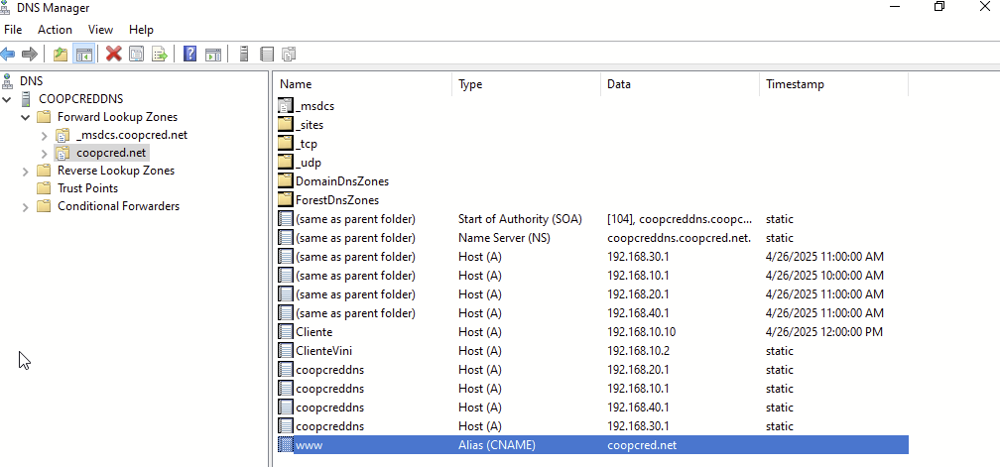 DNS Manager
File Action View Help
DNS
COOPCREDDNS
Forward Lookup Zones
_msdcs.coopcred.net
coopcred.net
Reverse Lookup Zones
Trust Points
Conditional Forwarders
Name Type Data Timestamp
_msdcs
_sites
_tcp
_udp
DomainDnsZones
ForestDnsZones
(same as parent folder) Start of Authority (SOA) [104], coopcreddns.coopc... static
(same as parent folder) Name Server (NS) coopcreddns.coopcred.net. static
(same as parent folder) Host (A) 192.168.30.1 4/26/2025 11:00:00 AM
(same as parent folder) Host (A) 192.168.10.1 4/26/2025 10:00:00 AM
(same as parent folder) Host (A) 192.168.20.1 4/26/2025 11:00:00 AM
(same as parent folder) Host (A) 192.168.40.1 4/26/2025 11:00:00 AM
Cliente Host (A) 192.168.10.10 4/26/2025 12:00:00 PM
ClienteVini Host (A) 192.168.10.2 static
coopcreddns Host (A) 192.168.20.1 static
coopcreddns Host (A) 192.168.10.1 static
coopcreddns Host (A) 192.168.40.1 static
coopcreddns Host (A) 192.168.30.1 static
www Alias (CNAME) coopcred.net